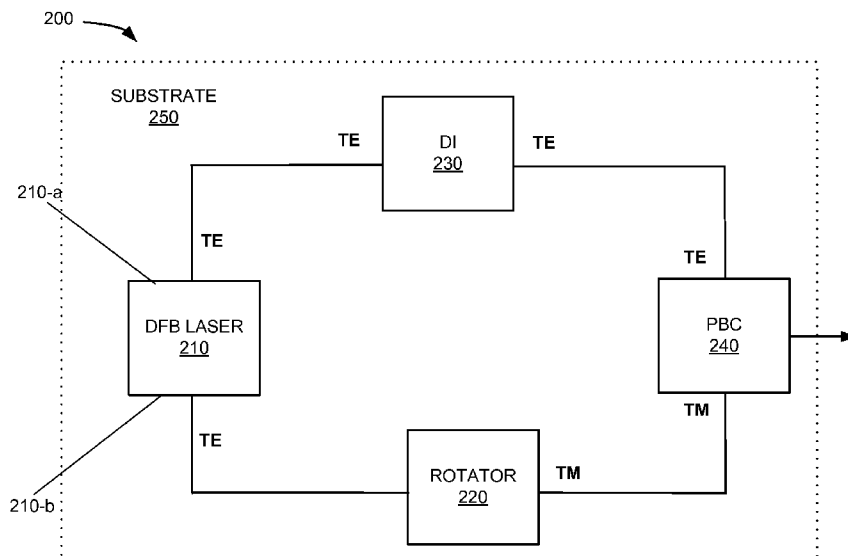 200
SUBSTRATE
250
TE
DI
230
TE
210-a
TE
TE
DFB LASER
210
PBC
240
TE
TM
ROTATOR
220
TM
210-b